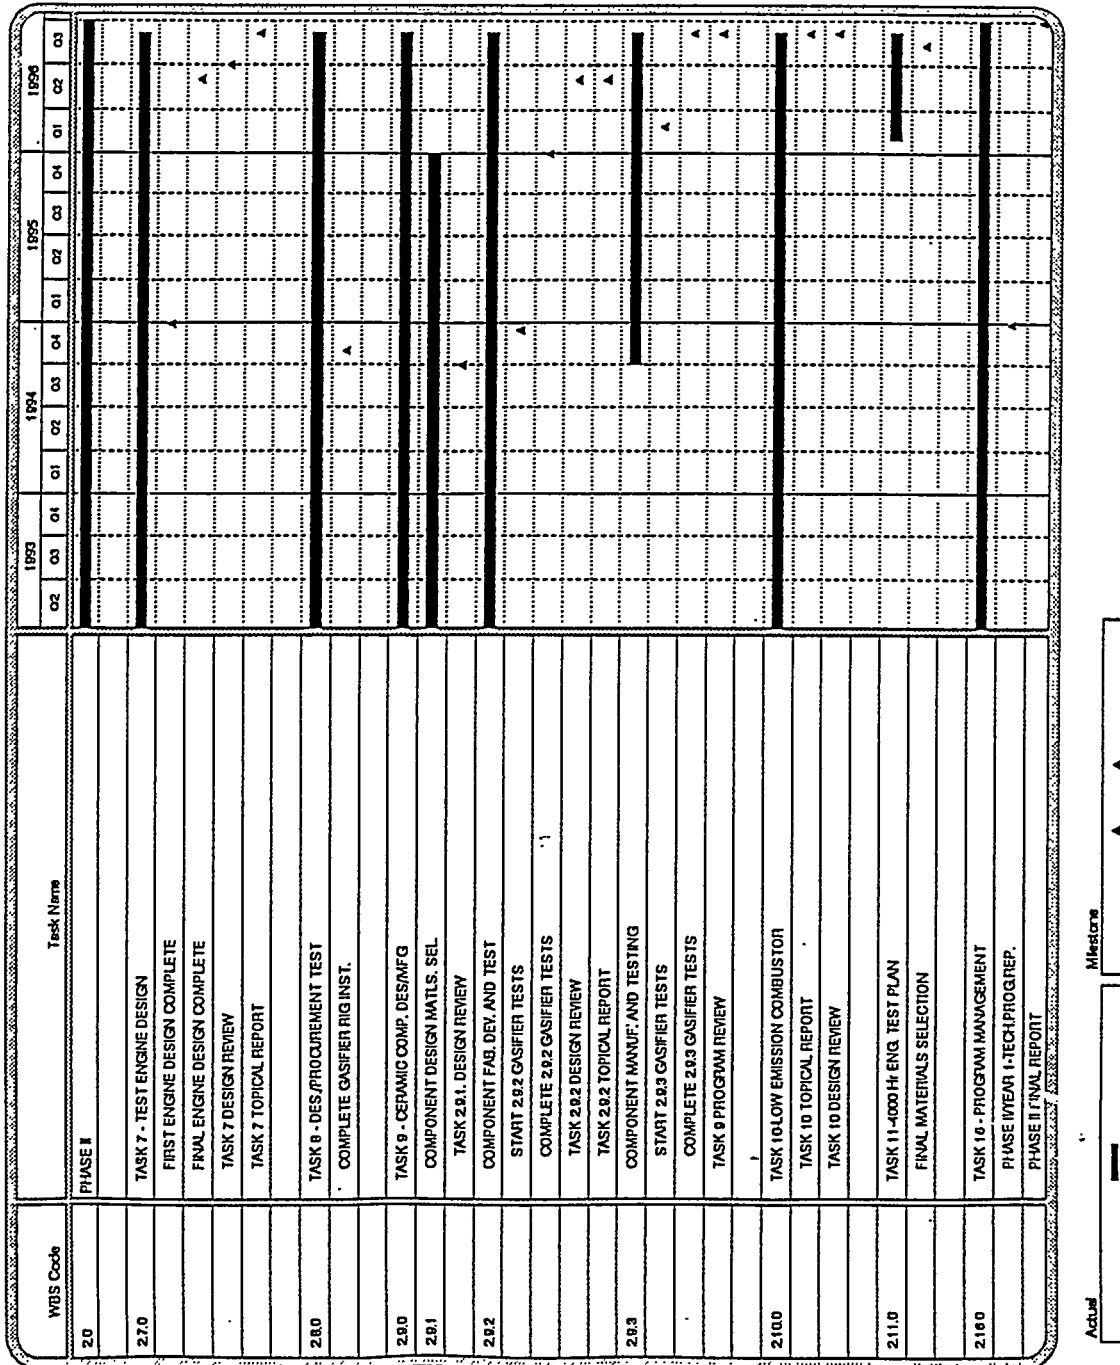 WBS Code Task Name 1993 1994 1995 1996
Q2 Q3 Q4 Q1 Q2 Q3 Q4 Q1 Q2 Q3 Q4 Q1 Q2 Q3
2.0 PHASE II
2.7.0 TASK 7 - TEST ENGINE DESIGN
FIRST ENGINE DESIGN COMPLETE
FINAL ENGINE DESIGN COMPLETE
TASK 7 DESIGN REVIEW
TASK 7 TOPICAL REPORT
2.8.0 TASK 8 - DES./PROCUREMENT TEST
COMPLETE GASIFIER RIG INST.
2.9.0 TASK 9 - CERAMIC COMP. DES/MFG
2.9.1 COMPONENT DESIGN MATLS. SEL
TASK 2.9.1. DESIGN REVIEW
2.9.2 COMPONENT FAB. DEV. AND TEST
START 2.9.2 GASIFIER TESTS
COMPLETE 2.9.2 GASIFIER TESTS
TASK 2.9.2 DESIGN REVIEW
TASK 2.9.2 TOPICAL REPORT
2.9.3 COMPONENT MANUF. AND TESTING
START 2.9.3 GASIFIER TESTS
COMPLETE 2.9.3 GASIFIER TESTS
TASK 9 PROGRAM REVIEW
2.10.0 TASK 10-LOW EMISSION COMBUSTOR
TASK 10 TOPICAL REPORT
TASK 10 DESIGN REVIEW
2.11.0 TASK 11-4000 Hr ENG. TEST PLAN
FINAL MATERIALS SELECTION
2.16.0 TASK 16 - PROGRAM MANAGEMENT
PHASE II/YEAR 1-TECH.PROG.REP.
PHASE II FINAL REPORT
Actual Milestone